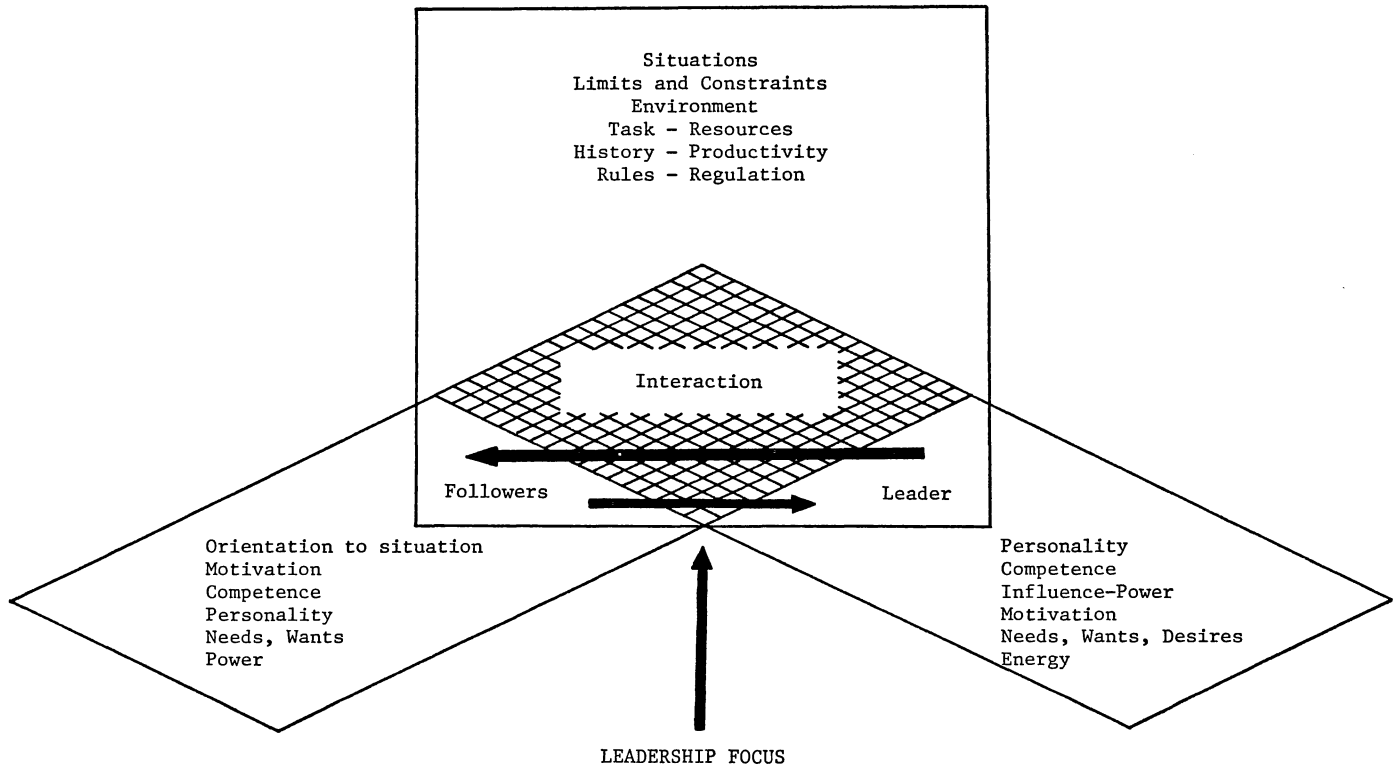 Situations
Limits and Constraints
Environment
Task - Resources
History - Productivity
Rules - Regulation
Interaction
Followers
Leader
Orientation to situation
Motivation
Competence
Personality
Needs, Wants
Power
Personality
Competence
Influence-Power
Motivation
Needs, Wants, Desires
Energy
LEADERSHIP FOCUS